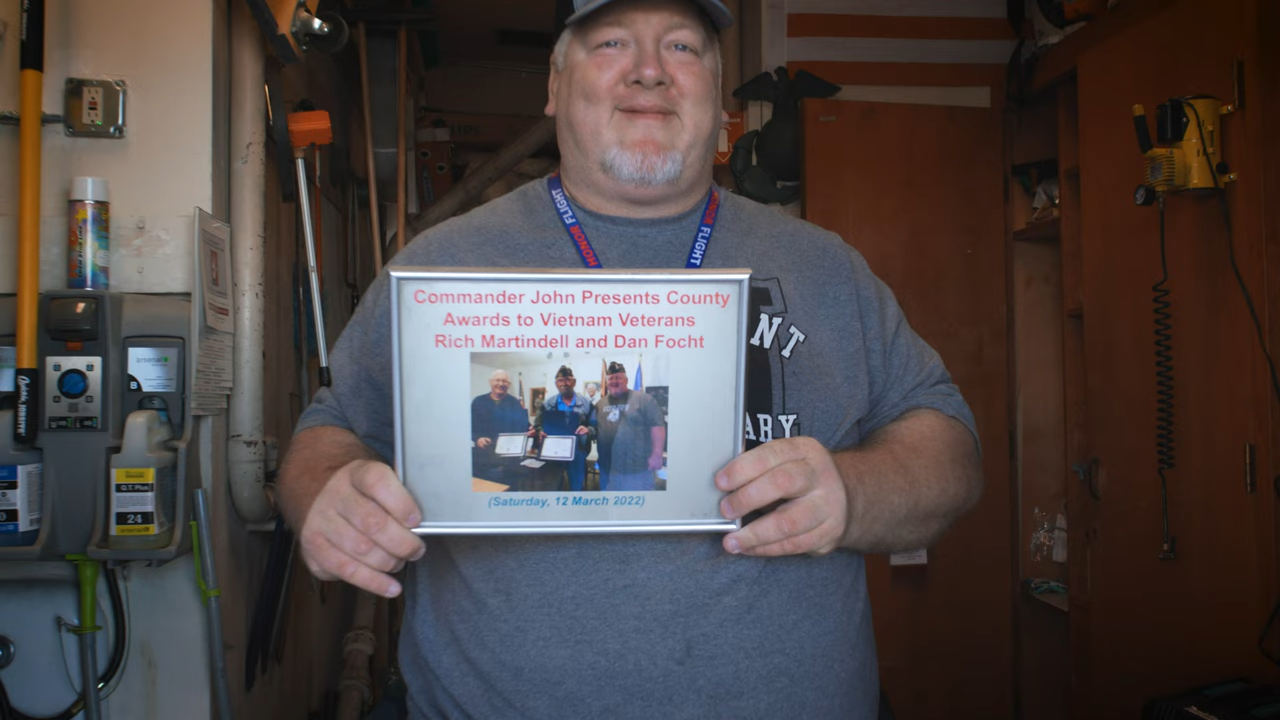 HONOR FLIGHT
HONOR FLIGHT
Commander John Presents County
Awards to Vietnam Veterans
Rich Martindell and Dan Focht
(Saturday, 12 March 2022)
NT
ARY
arsenal
B
Q.T. Plus
24